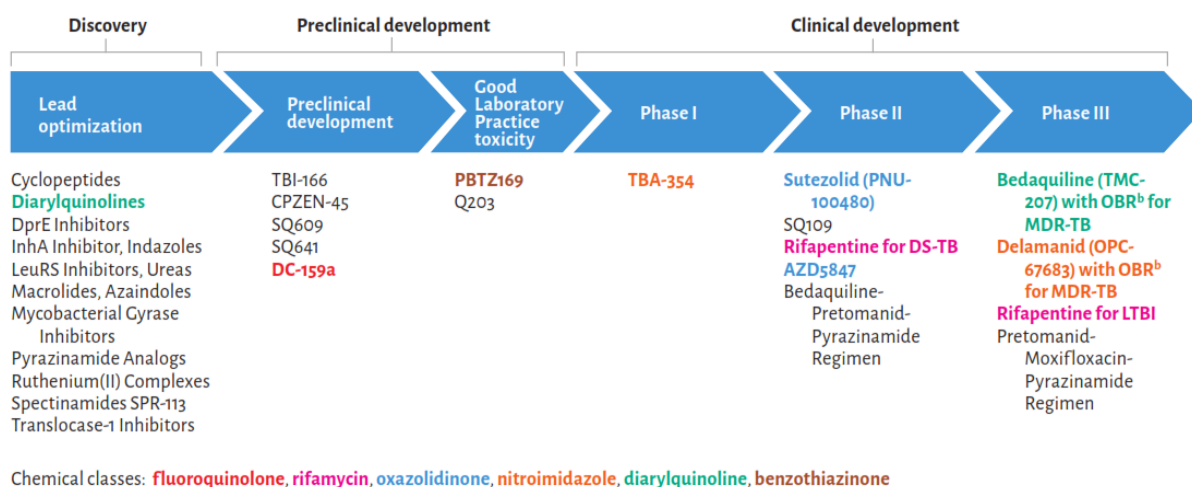 Discovery
Preclinical development
Clinical development
Lead
optimization
Preclinical
development
Good
Laboratory
Practice
toxicity
Phase I
Phase II
Phase III
Cyclopeptides
Diarylquinolines
DprE Inhibitors
InhA Inhibitor, Indazoles
LeuRS Inhibitors, Ureas
Macrolides, Azaindoles
Mycobacterial Gyrase
Inhibitors
Pyrazinamide Analogs
Ruthenium(II) Complexes
Spectinamides SPR-113
Translocase-1 Inhibitors
TBI-166
CPZEN-45
SQ609
SQ641
DC-159a
PBTZ169
Q203
TBA-354
Sutezolid (PNU-
100480)
SQ109
Rifapentine for DS-TB
AZD5847
Bedaquiline-
Pretomanid-
Pyrazinamide
Regimen
Bedaquiline (TMC-
207) with OBRᵇ for
MDR-TB
Delamanid (OPC-
67683) with OBRᵇ
for MDR-TB
Rifapentine for LTBI
Pretomanid-
Moxifloxacin-
Pyrazinamide
Regimen
Chemical classes: fluoroquinolone, rifamycin, oxazolidinone, nitroimidazole, diarylquinoline, benzothiazinone